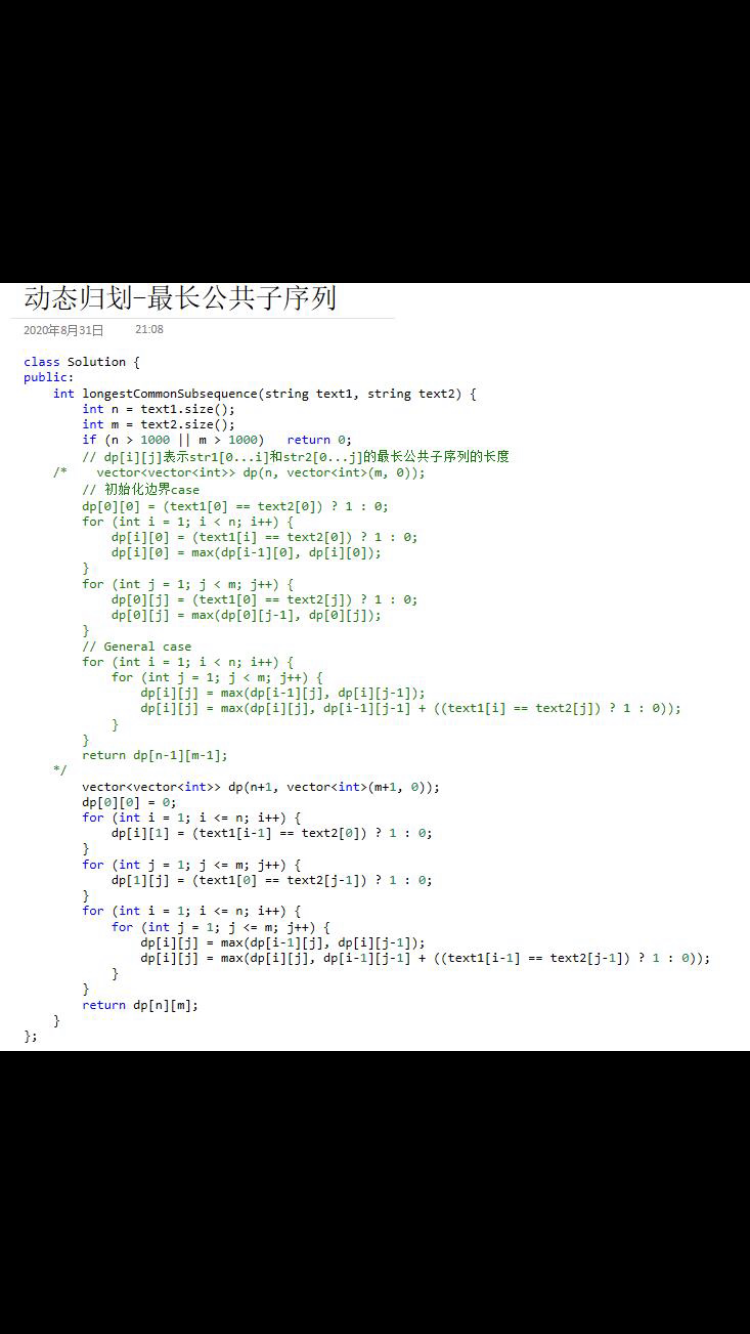 动态归划-最长公共子序列
2020年8月31日 21:08
class Solution {
public:
    int longestCommonSubsequence(string text1, string text2) {
        int n = text1.size();
        int m = text2.size();
        if (n > 1000 || m > 1000)   return 0;
        // dp[i][j]表示str1[0...i]和str2[0...j]的最长公共子序列的长度
    /*    vector<vector<int>> dp(n, vector<int>(m, 0));
        // 初始化边界case
        dp[0][0] = (text1[0] == text2[0]) ? 1 : 0;
        for (int i = 1; i < n; i++) {
            dp[i][0] = (text1[i] == text2[0]) ? 1 : 0;
            dp[i][0] = max(dp[i-1][0], dp[i][0]);
        }
        for (int j = 1; j < m; j++) {
            dp[0][j] = (text1[0] == text2[j]) ? 1 : 0;
            dp[0][j] = max(dp[0][j-1], dp[0][j]);
        }
        // General case
        for (int i = 1; i < n; i++) {
            for (int j = 1; j < m; j++) {
                dp[i][j] = max(dp[i-1][j], dp[i][j-1]);
                dp[i][j] = max(dp[i][j], dp[i-1][j-1] + ((text1[i] == text2[j]) ? 1 : 0));
            }
        }
        return dp[n-1][m-1];
    */
        vector<vector<int>> dp(n+1, vector<int>(m+1, 0));
        dp[0][0] = 0;
        for (int i = 1; i <= n; i++) {
            dp[i][1] = (text1[i-1] == text2[0]) ? 1 : 0;
        }
        for (int j = 1; j <= m; j++) {
            dp[1][j] = (text1[0] == text2[j-1]) ? 1 : 0;
        }
        for (int i = 1; i <= n; i++) {
            for (int j = 1; j <= m; j++) {
                dp[i][j] = max(dp[i-1][j], dp[i][j-1]);
                dp[i][j] = max(dp[i][j], dp[i-1][j-1] + ((text1[i-1] == text2[j-1]) ? 1 : 0));
            }
        }
        return dp[n][m];
    }
};